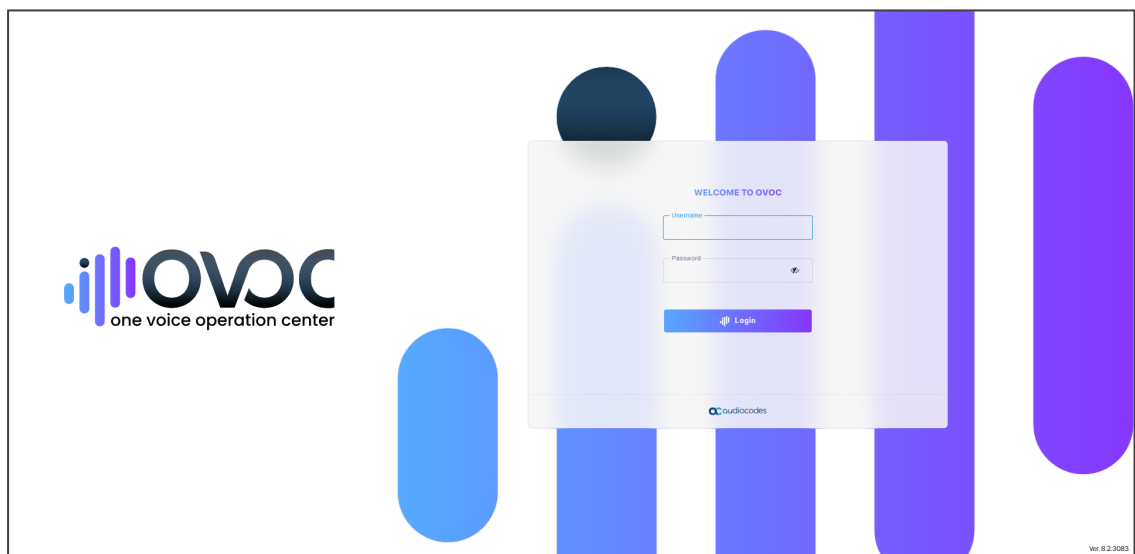 OVOC
one voice operation center
WELCOME TO OVOC
Username
Password
Login
audiocodes
Ver. 8.2.3083